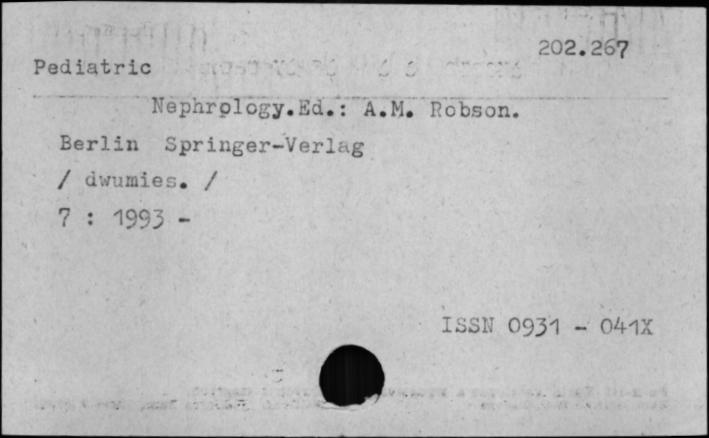 202.267
Pediatric
Nephrology.Ed.: A.M. Robson.
Berlin Springer-Verlag
/ dwumies. /
7 : 1993 -
ISSN 0931 - 041X